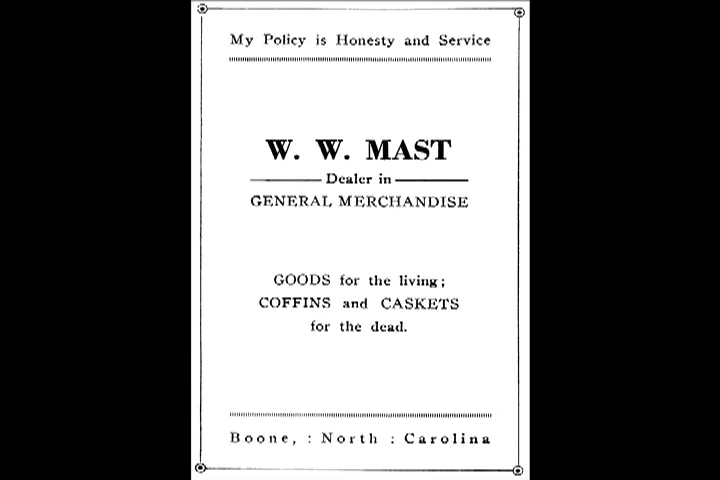 My Policy is Honesty and Service
W. W. MAST
Dealer in
GENERAL MERCHANDISE
GOODS for the living;
COFFINS and CASKETS
for the dead.
Boone, : North : Carolina